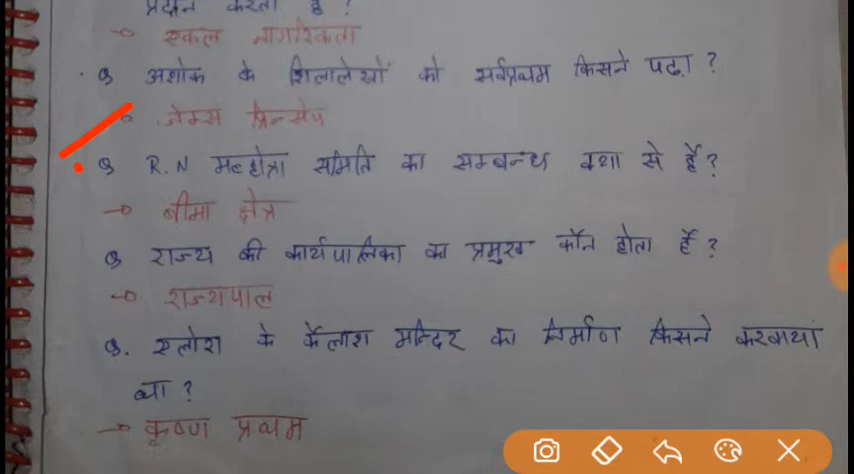 प्रदान करता है?
→ एकल नागरिकता
Q अशोक के शिलालेखों को सर्वप्रथम किसने पढ़ा?
→ जेम्स प्रिन्सेप
Q R.N मल्होत्रा समिति का सम्बन्ध क्या से है?
→ बीमा क्षेत्र
Q राज्य की कार्यपालिका का प्रमुख कौन होता है?
→ राज्यपाल
Q. एलोरा के कैलाश मन्दिर का निर्माण किसने करवाया
था?
→ कृष्ण प्रथम